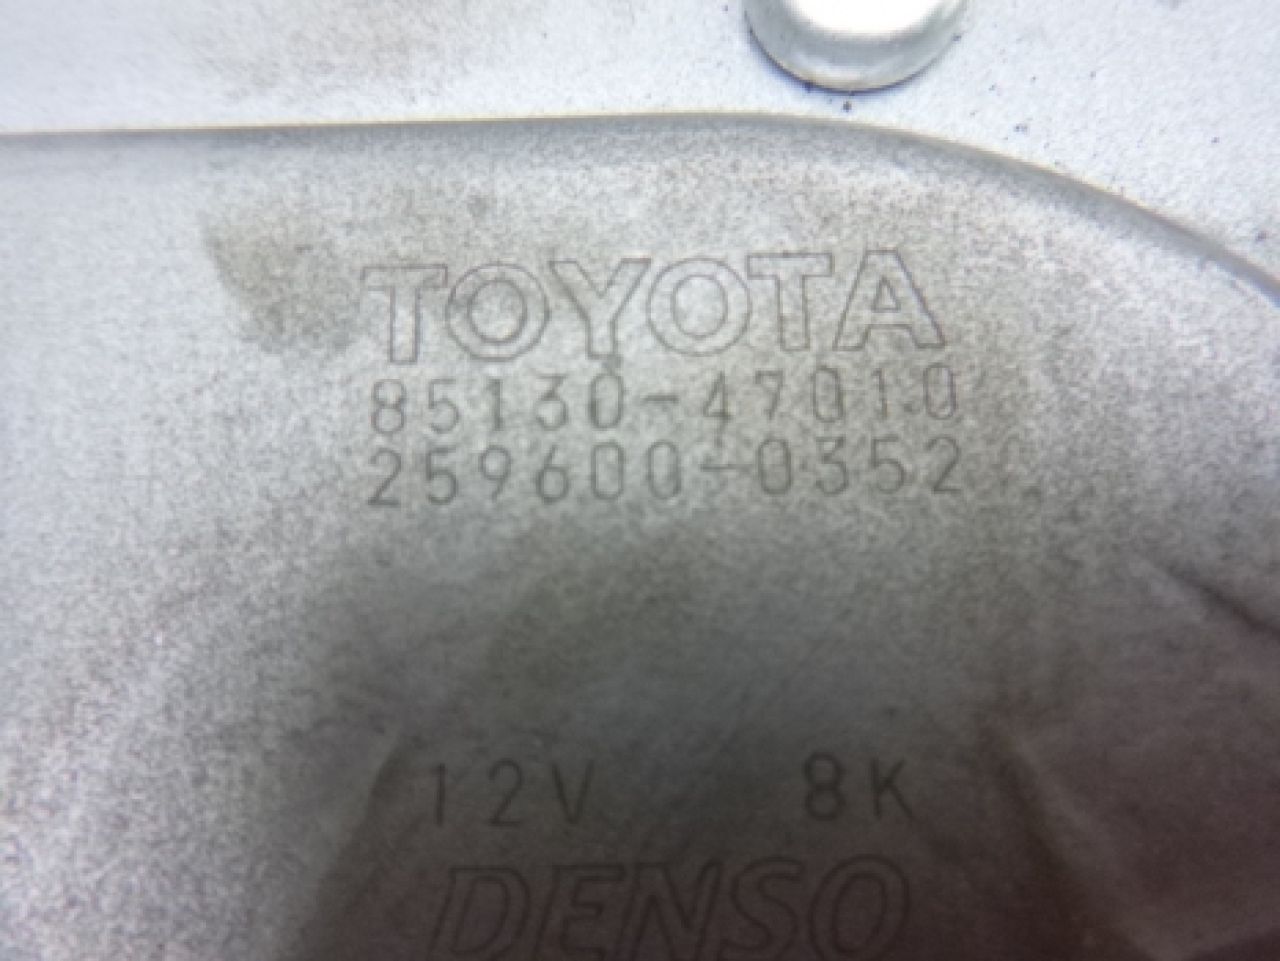 TOYOTA
85130-47010
259600-0352
12V 8K
DENSO